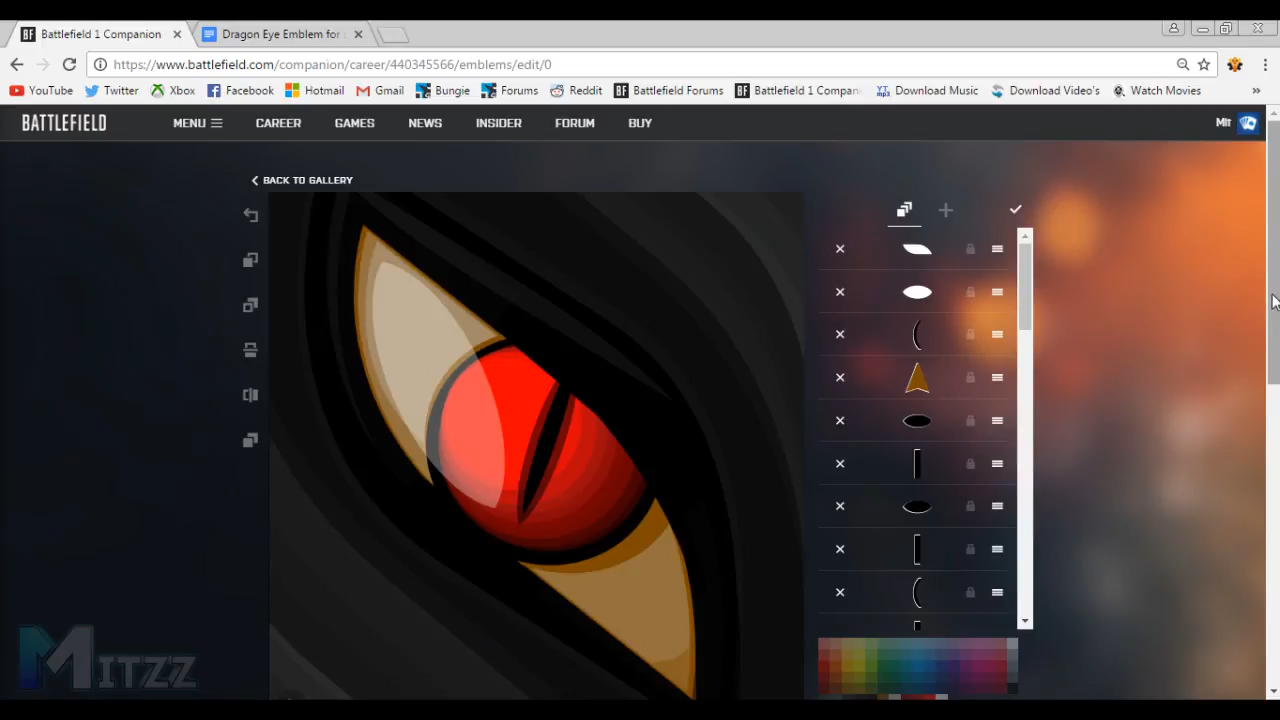 Battlefield 1 Companion
Dragon Eye Emblem for
https://www.battlefield.com/companion/career/440345566/emblems/edit/0
YouTube Twitter Xbox Facebook Hotmail Gmail Bungie Forums Reddit Battlefield Forums Battlefield 1 Compan Download Music Download Video's Watch Movies
BATTLEFIELD MENU CAREER GAMES NEWS INSIDER FORUM BUY Mit
BACK TO GALLERY
MITZZ